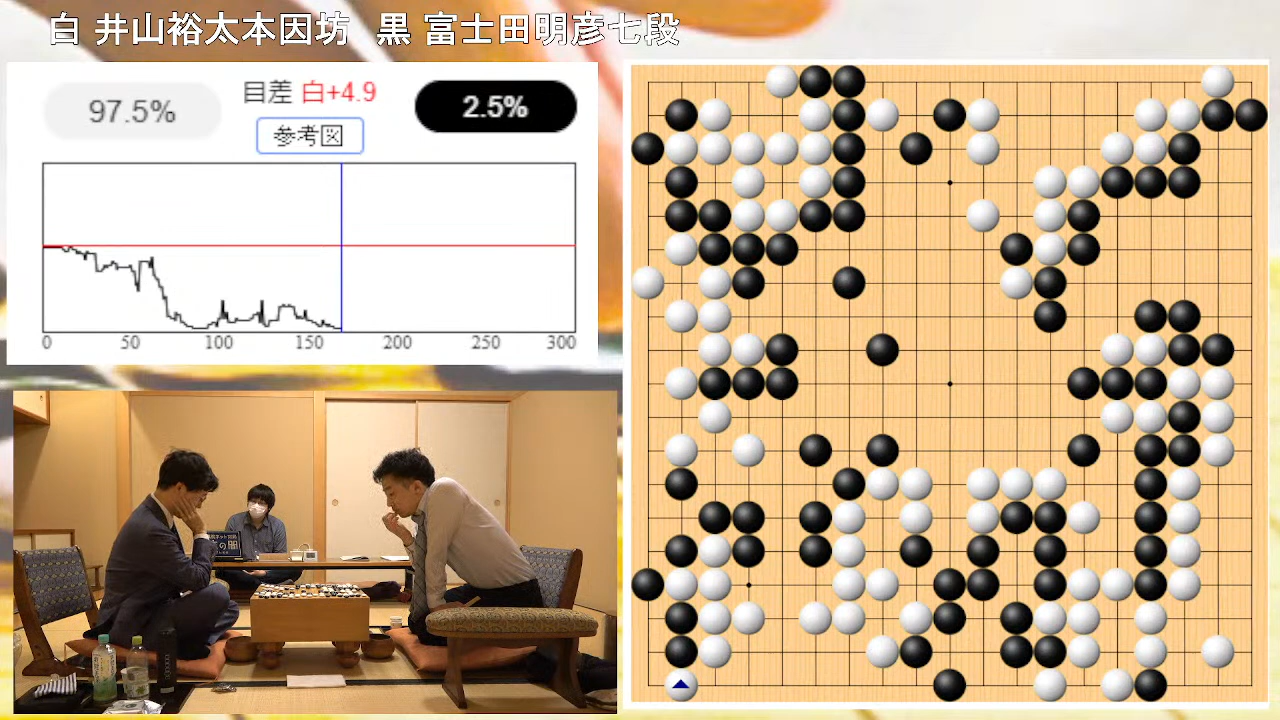 白 井山裕太本因坊 黒 富士田明彦七段
97.5%
目差 白+4.9
2.5%
参考図
0 50 100 150 200 250 300